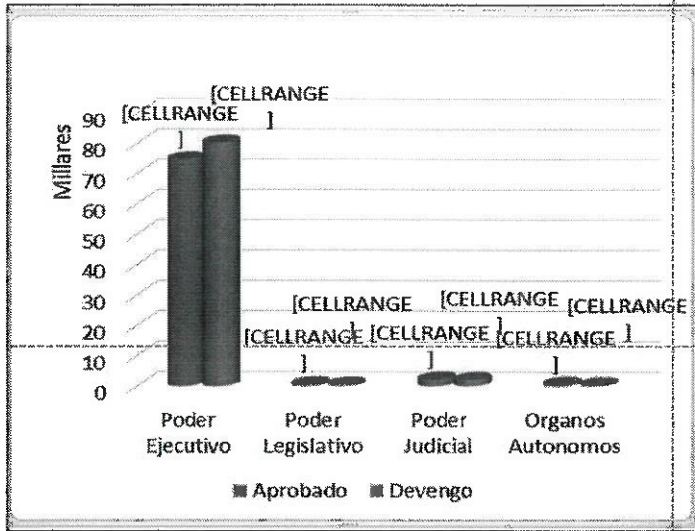 [CELLRANGE
]
[CELLRANGE
]
Millares
90
80
70
60
50
40
30
20
10
0
[CELLRANGE
]
[CELLRANGE
]
[CELLRANGE
]
[CELLRANGE
]
[CELLRANGE
]
[CELLRANGE
]
Poder
Ejecutivo
Poder
Legislativo
Poder
Judicial
Organos
Autonomos
Aprobado Devengo